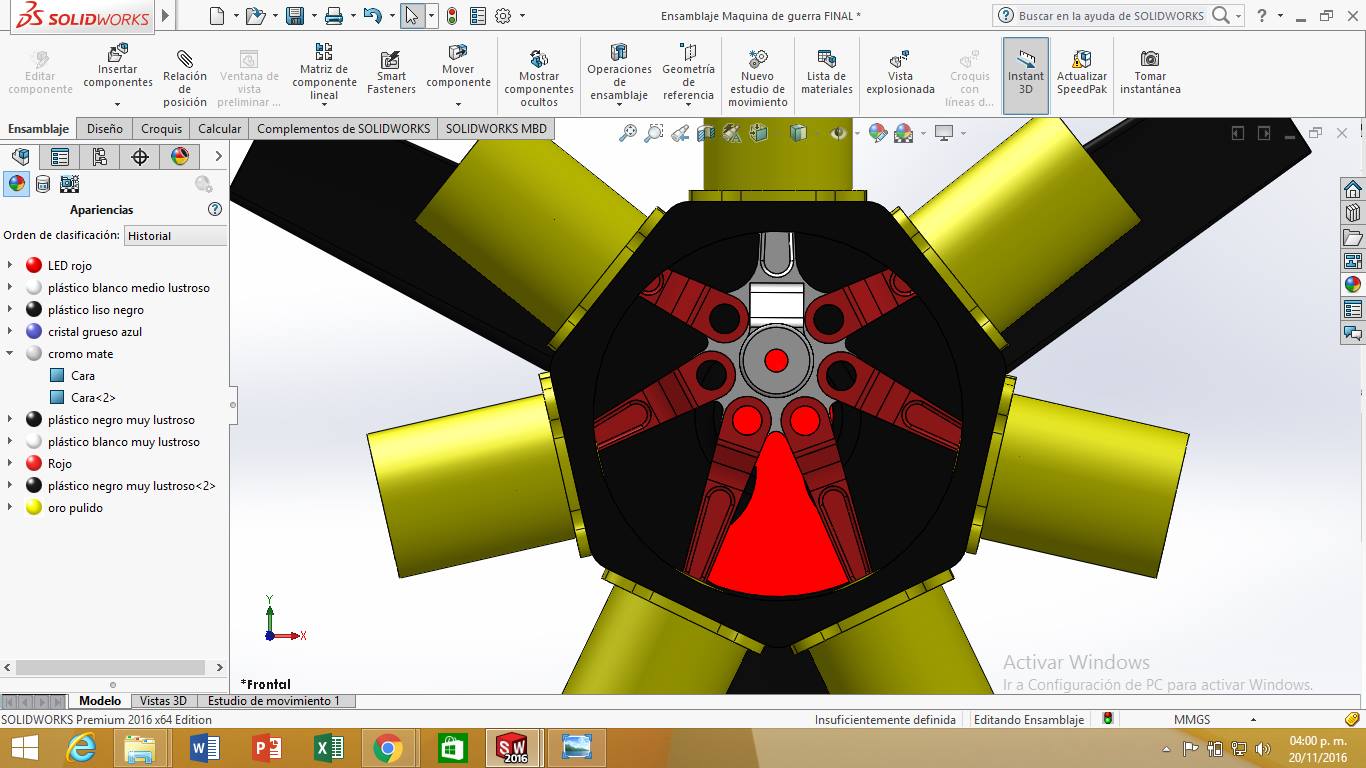 SOLIDWORKS
Ensamblaje Maquina de guerra FINAL *
Buscar en la ayuda de SOLIDWORKS
?
Editar
componente
Insertar
componentes
Relación
de
posición
Ventana de
vista
preliminar ...
Matriz de
componente
lineal
Smart
Fasteners
Mover
componente
Mostrar
componentes
ocultos
Operaciones
de
ensamblaje
Geometría
de
referencia
Nuevo
estudio de
movimiento
Lista de
materiales
Vista
explosionada
Croquis
con
líneas d...
Instant
3D
Actualizar
SpeedPak
Tomar
instantánea
Ensamblaje
Diseño
Croquis
Calcular
Complementos de SOLIDWORKS
SOLIDWORKS MBD
Apariencias
?
Orden de clasificación:
Historial
LED rojo
plástico blanco medio lustroso
plástico liso negro
cristal grueso azul
cromo mate
Cara
Cara<2>
plástico negro muy lustroso
plástico blanco muy lustroso
Rojo
plástico negro muy lustroso<2>
oro pulido
Y
X
*Frontal
Activar Windows
Ir a Configuración de PC para activar Windows.
Modelo
Vistas 3D
Estudio de movimiento 1
SOLIDWORKS Premium 2016 x64 Edition
Insuficientemente definida
Editando Ensamblaje
MMGS
SW
2016
04:00 p. m.
20/11/2016